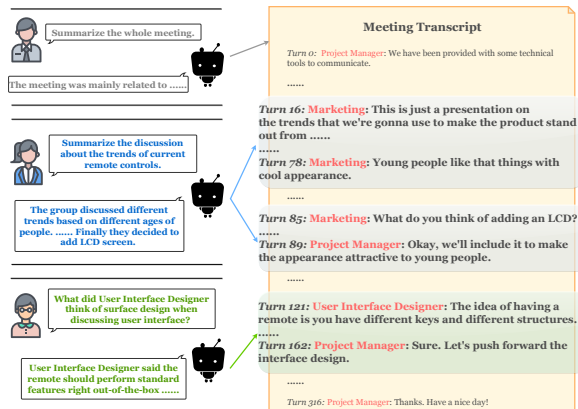 Summarize the whole meeting.
The meeting was mainly related to ......
Summarize the discussion
about the trends of current
remote controls.
The group discussed different
trends based on different ages of
people. ...... Finally they decided to
add LCD screen.
What did User Interface Designer
think of surface design when
discussing user interface?
User Interface Designer said the
remote should perform standard
features right out-of-the-box ......
Meeting Transcript
Turn 0: Project Manager: We have been provided with some technical
tools to communicate.
......
Turn 16: Marketing: This is just a presentation on
the trends that we're gonna use to make the product stand
out from ......
......
Turn 78: Marketing: Young people like that things with
cool appearance.
......
Turn 85: Marketing: What do you think of adding an LCD?
......
Turn 89: Project Manager: Okay, we'll include it to make
the appearance attractive to young people.
......
Turn 121: User Interface Designer: The idea of having a
remote is you have different keys and different structures.
......
Turn 162: Project Manager: Sure. Let's push forward the
interface design.
......
Turn 316: Project Manager: Thanks. Have a nice day!